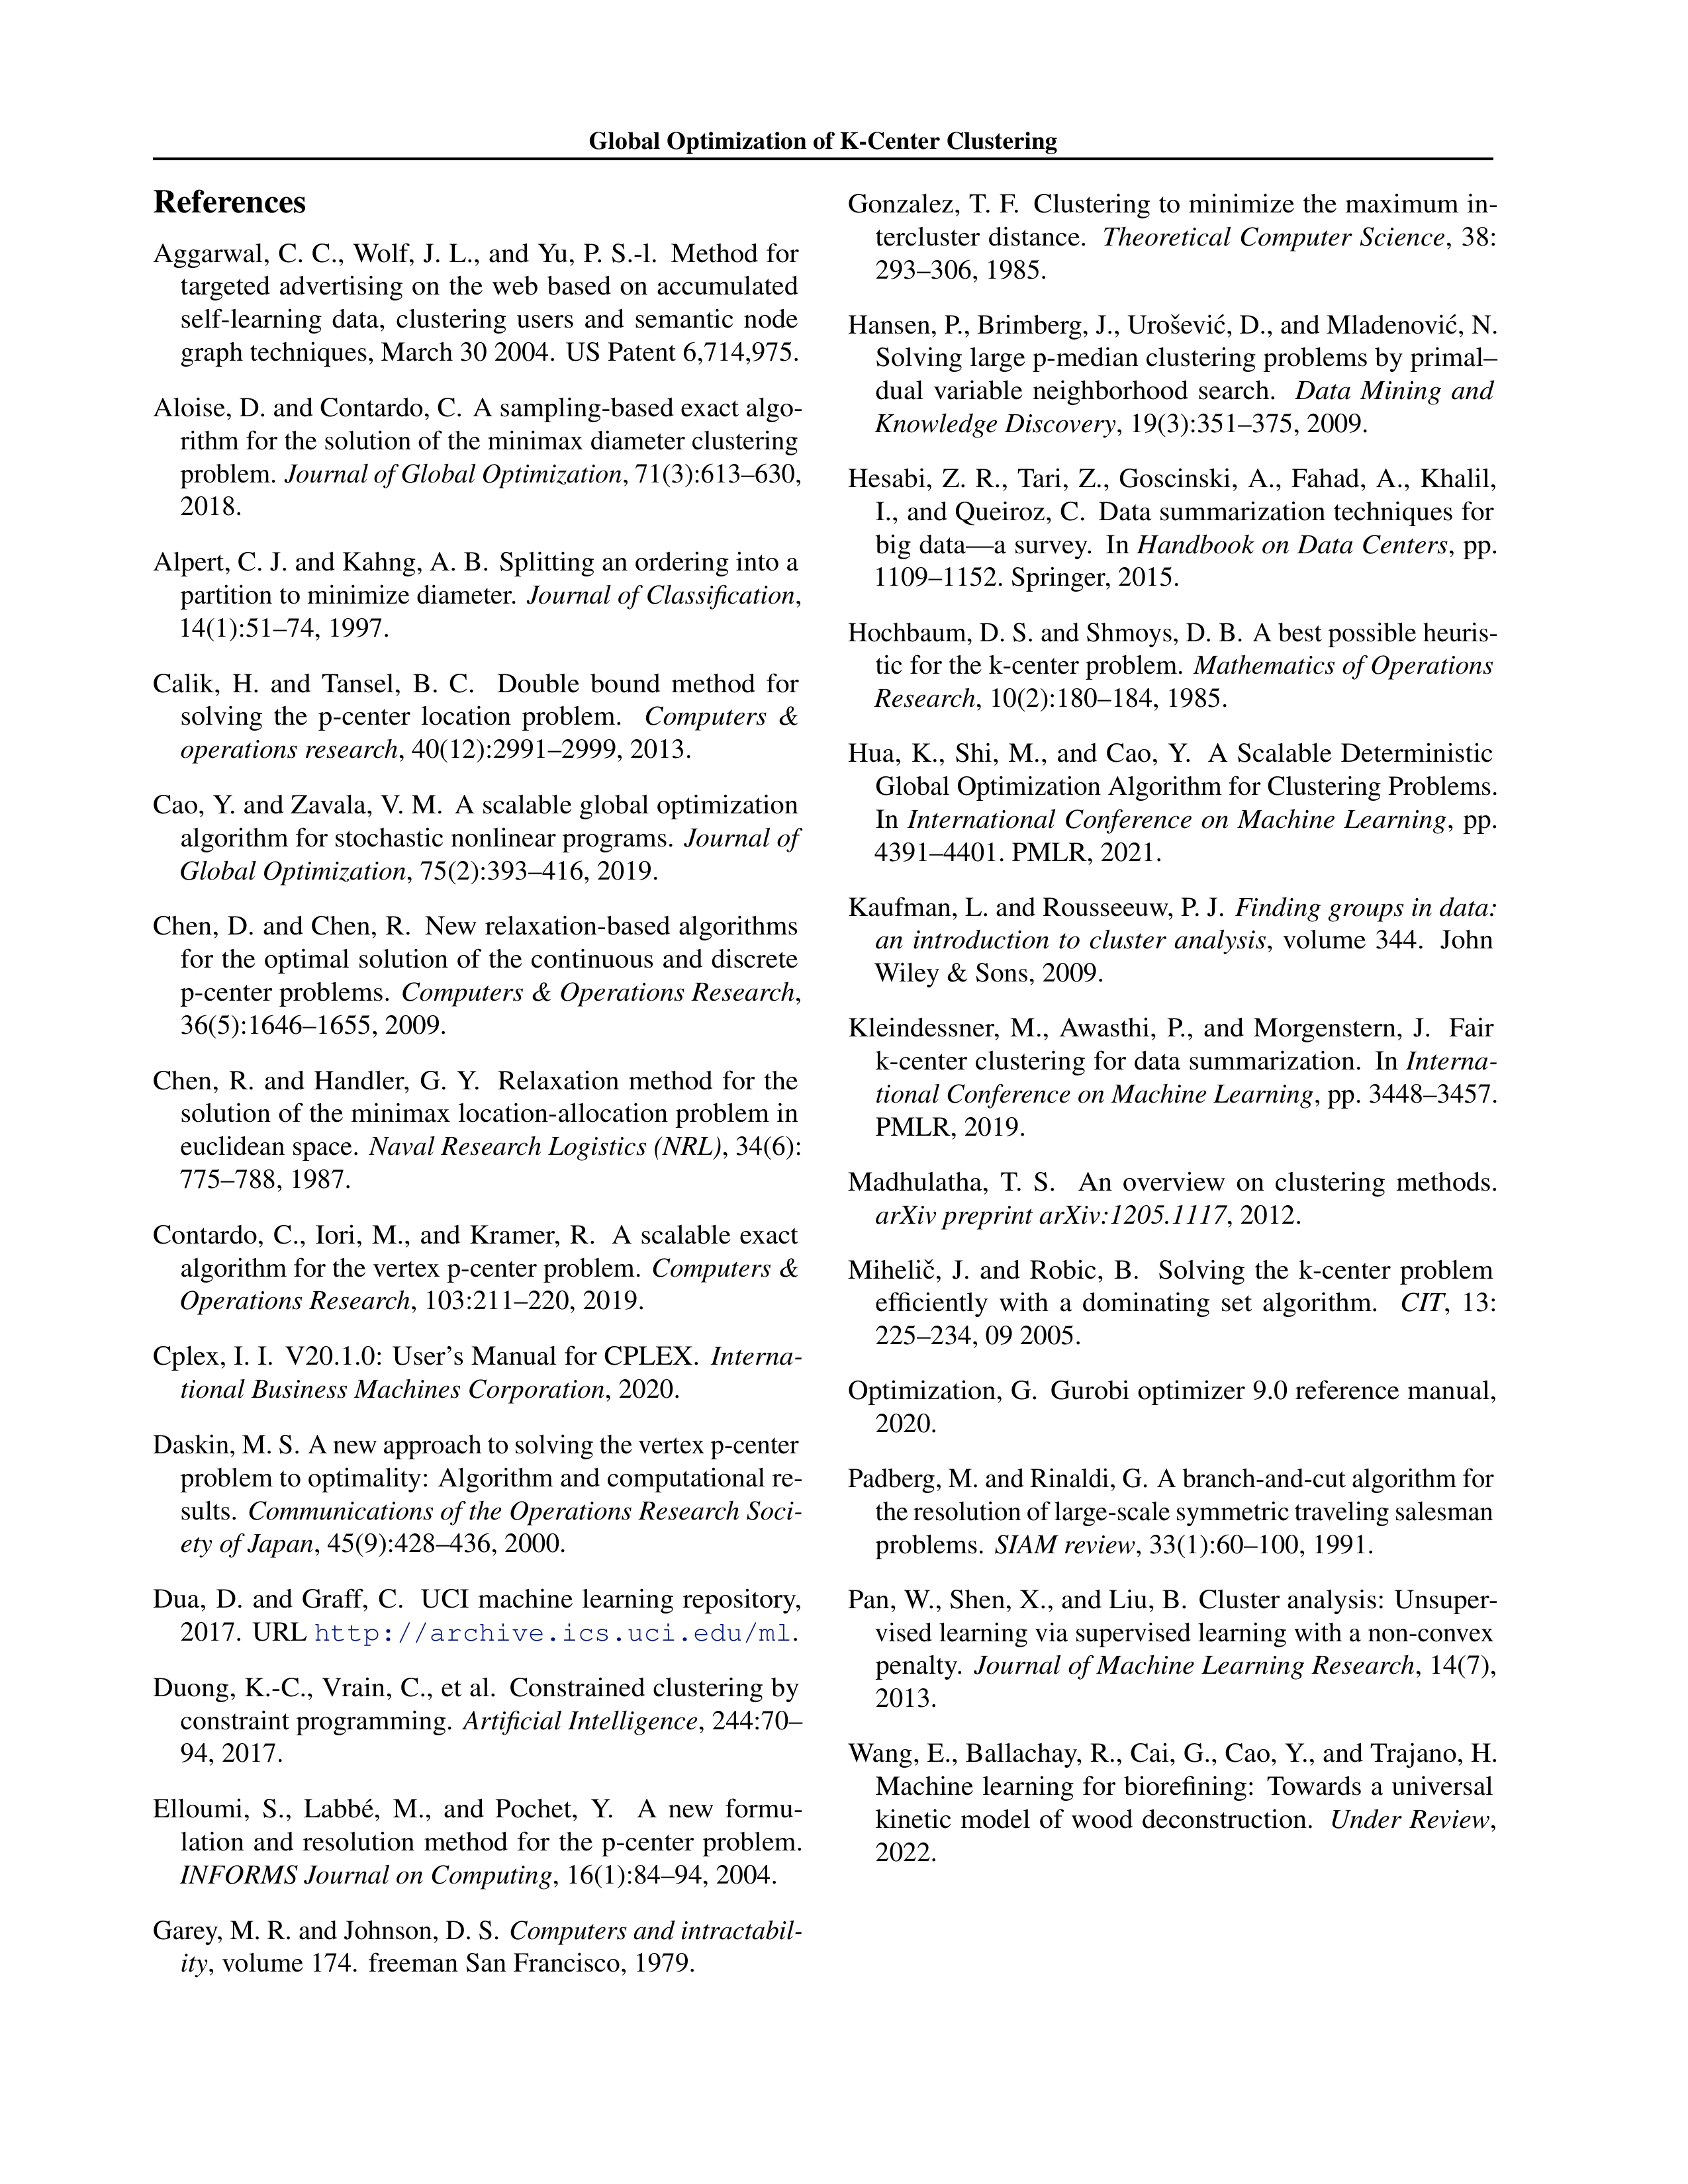 Global Optimization of K-Center Clustering
References
Aggarwal, C. C., Wolf, J. L., and Yu, P. S.-l. Method for
targeted advertising on the web based on accumulated
self-learning data, clustering users and semantic node
graph techniques, March 30 2004. US Patent 6,714,975.
Aloise, D. and Contardo, C. A sampling-based exact algo-
rithm for the solution of the minimax diameter clustering
problem. Journal of Global Optimization, 71(3):613–630,
2018.
Alpert, C. J. and Kahng, A. B. Splitting an ordering into a
partition to minimize diameter. Journal of Classification,
14(1):51–74, 1997.
Calik, H. and Tansel, B. C. Double bound method for
solving the p-center location problem. Computers &
operations research, 40(12):2991–2999, 2013.
Cao, Y. and Zavala, V. M. A scalable global optimization
algorithm for stochastic nonlinear programs. Journal of
Global Optimization, 75(2):393–416, 2019.
Chen, D. and Chen, R. New relaxation-based algorithms
for the optimal solution of the continuous and discrete
p-center problems. Computers & Operations Research,
36(5):1646–1655, 2009.
Chen, R. and Handler, G. Y. Relaxation method for the
solution of the minimax location-allocation problem in
euclidean space. Naval Research Logistics (NRL), 34(6):
775–788, 1987.
Contardo, C., Iori, M., and Kramer, R. A scalable exact
algorithm for the vertex p-center problem. Computers &
Operations Research, 103:211–220, 2019.
Cplex, I. I. V20.1.0: User's Manual for CPLEX. Interna-
tional Business Machines Corporation, 2020.
Daskin, M. S. A new approach to solving the vertex p-center
problem to optimality: Algorithm and computational re-
sults. Communications of the Operations Research Soci-
ety of Japan, 45(9):428–436, 2000.
Dua, D. and Graff, C. UCI machine learning repository,
2017. URL http://archive.ics.uci.edu/ml.
Duong, K.-C., Vrain, C., et al. Constrained clustering by
constraint programming. Artificial Intelligence, 244:70–
94, 2017.
Elloumi, S., Labbé, M., and Pochet, Y. A new formu-
lation and resolution method for the p-center problem.
INFORMS Journal on Computing, 16(1):84–94, 2004.
Garey, M. R. and Johnson, D. S. Computers and intractabil-
ity, volume 174. freeman San Francisco, 1979.
Gonzalez, T. F. Clustering to minimize the maximum in-
tercluster distance. Theoretical Computer Science, 38:
293–306, 1985.
Hansen, P., Brimberg, J., Urošević, D., and Mladenović, N.
Solving large p-median clustering problems by primal–
dual variable neighborhood search. Data Mining and
Knowledge Discovery, 19(3):351–375, 2009.
Hesabi, Z. R., Tari, Z., Goscinski, A., Fahad, A., Khalil,
I., and Queiroz, C. Data summarization techniques for
big data—a survey. In Handbook on Data Centers, pp.
1109–1152. Springer, 2015.
Hochbaum, D. S. and Shmoys, D. B. A best possible heuris-
tic for the k-center problem. Mathematics of Operations
Research, 10(2):180–184, 1985.
Hua, K., Shi, M., and Cao, Y. A Scalable Deterministic
Global Optimization Algorithm for Clustering Problems.
In International Conference on Machine Learning, pp.
4391–4401. PMLR, 2021.
Kaufman, L. and Rousseeuw, P. J. Finding groups in data:
an introduction to cluster analysis, volume 344. John
Wiley & Sons, 2009.
Kleindessner, M., Awasthi, P., and Morgenstern, J. Fair
k-center clustering for data summarization. In Interna-
tional Conference on Machine Learning, pp. 3448–3457.
PMLR, 2019.
Madhulatha, T. S. An overview on clustering methods.
arXiv preprint arXiv:1205.1117, 2012.
Mihelič, J. and Robic, B. Solving the k-center problem
efficiently with a dominating set algorithm. CIT, 13:
225–234, 09 2005.
Optimization, G. Gurobi optimizer 9.0 reference manual,
2020.
Padberg, M. and Rinaldi, G. A branch-and-cut algorithm for
the resolution of large-scale symmetric traveling salesman
problems. SIAM review, 33(1):60–100, 1991.
Pan, W., Shen, X., and Liu, B. Cluster analysis: Unsuper-
vised learning via supervised learning with a non-convex
penalty. Journal of Machine Learning Research, 14(7),
2013.
Wang, E., Ballachay, R., Cai, G., Cao, Y., and Trajano, H.
Machine learning for biorefining: Towards a universal
kinetic model of wood deconstruction. Under Review,
2022.